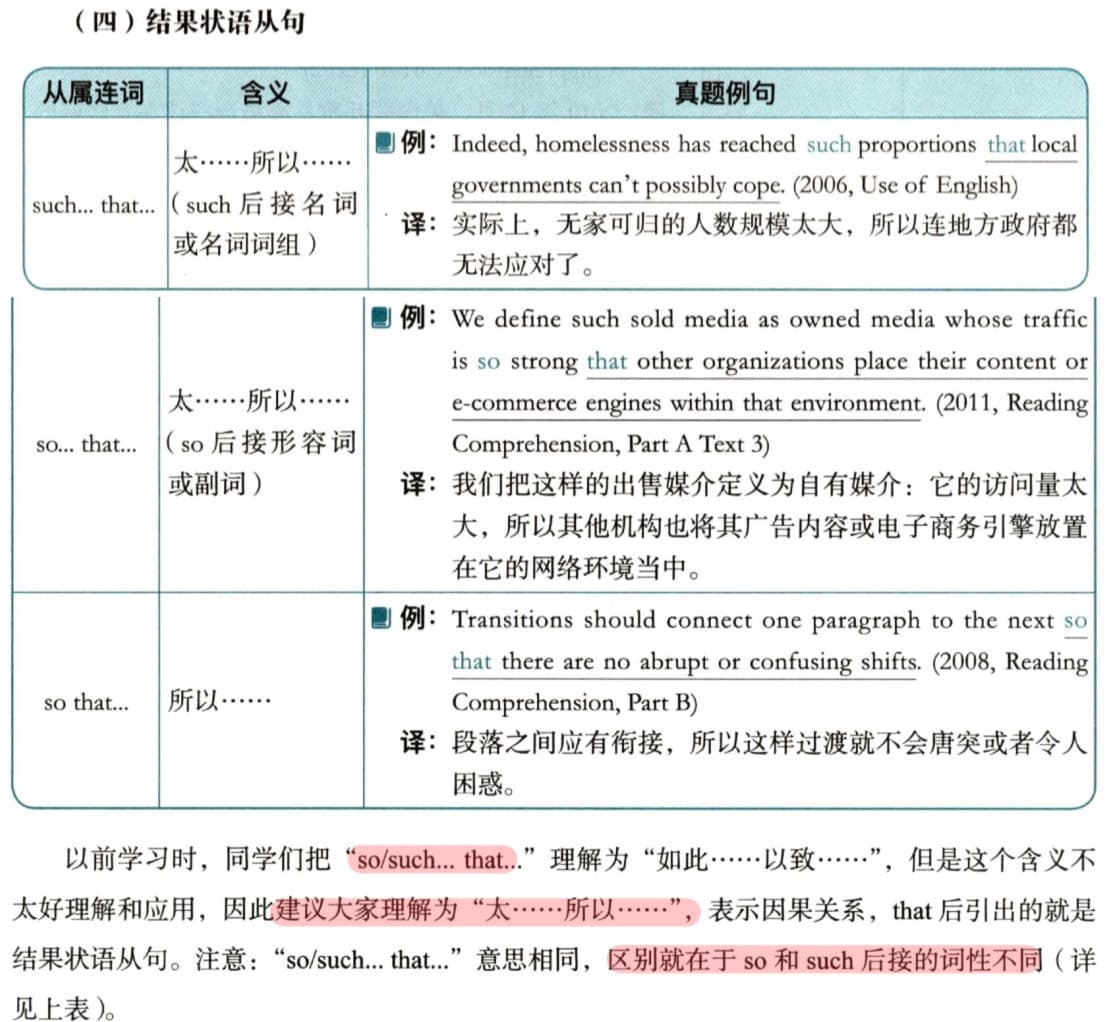 （四）结果状语从句
从属连词 含义 真题例句
such... that...
太……所以……
（such 后接名词
或名词词组）
例：Indeed, homelessness has reached such proportions that local
governments can't possibly cope. (2006, Use of English)
译：实际上，无家可归的人数规模太大，所以连地方政府都
无法应对了。
so... that...
太……所以……
（so 后接形容词
或副词）
例：We define such sold media as owned media whose traffic
is so strong that other organizations place their content or
e-commerce engines within that environment. (2011, Reading
Comprehension, Part A Text 3)
译：我们把这样的出售媒介定义为自有媒介：它的访问量太
大，所以其他机构也将其广告内容或电子商务引擎放置
在它的网络环境当中。
so that...
所以……
例：Transitions should connect one paragraph to the next so
that there are no abrupt or confusing shifts. (2008, Reading
Comprehension, Part B)
译：段落之间应有衔接，所以这样过渡就不会唐突或者令人
困惑。
以前学习时，同学们把“so/such... that...”理解为“如此……以致……”，但是这个含义不
太好理解和应用，因此建议大家理解为“太……所以……”，表示因果关系，that 后引出的就是
结果状语从句。注意：“so/such... that...”意思相同，区别就在于 so 和 such 后接的词性不同（详
见上表）。